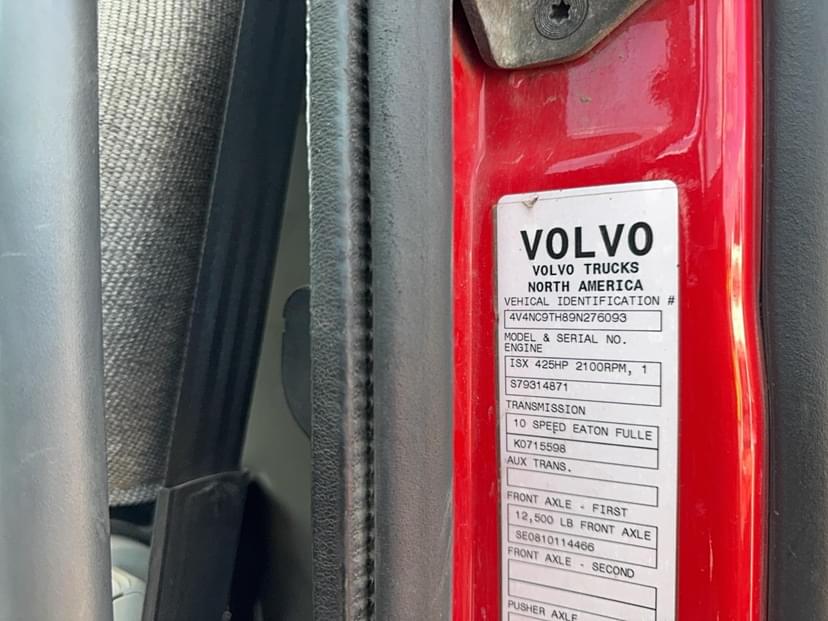 VOLVO
VOLVO TRUCKS
NORTH AMERICA
VEHICAL IDENTIFICATION #
4V4NC9TH89N276093
MODEL & SERIAL NO.
ENGINE
ISX 425HP 2100RPM, 1
S79314871
TRANSMISSION
10 SPEED EATON FULLE
K0715598
AUX TRANS.
FRONT AXLE - FIRST
12,500 LB FRONT AXLE
SE0810114466
FRONT AXLE - SECOND
PUSHER AXLE